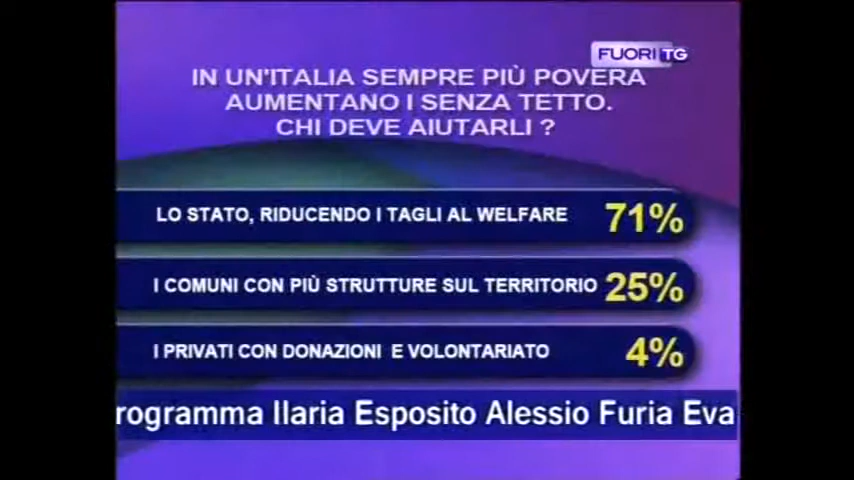 FUORI TG
IN UN'ITALIA SEMPRE PIÙ POVERA
AUMENTANO I SENZA TETTO.
CHI DEVE AIUTARLI ?
LO STATO, RIDUCENDO I TAGLI AL WELFARE 71%
I COMUNI CON PIÙ STRUTTURE SUL TERRITORIO 25%
I PRIVATI CON DONAZIONI E VOLONTARIATO 4%
rogramma Ilaria Esposito Alessio Furia Eva